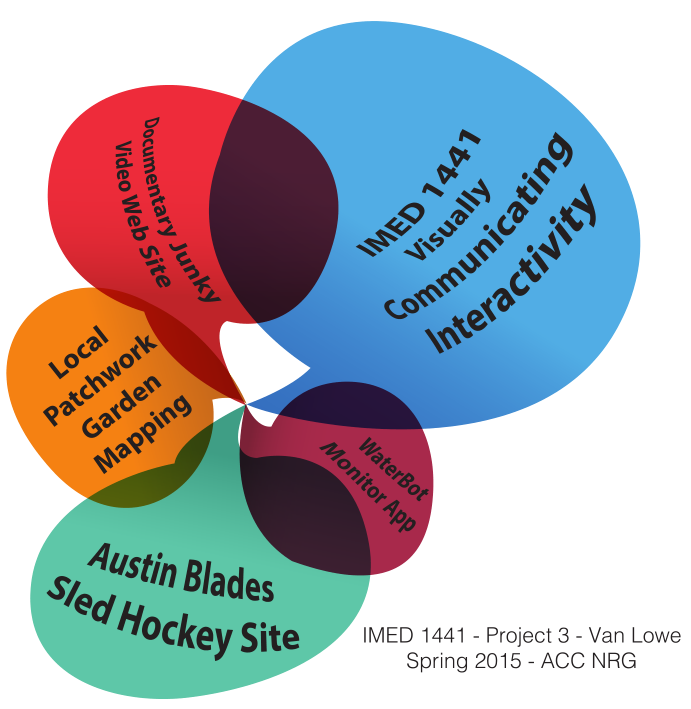 IMED 1441
Visually
Communicating
Interactivity
Documentary Junky
Video Web Site
Local
Patchwork
Garden
Mapping
WaterBot
Monitor App
Austin Blades
Sled Hockey Site
IMED 1441 - Project 3 - Van Lowe
Spring 2015 - ACC NRG